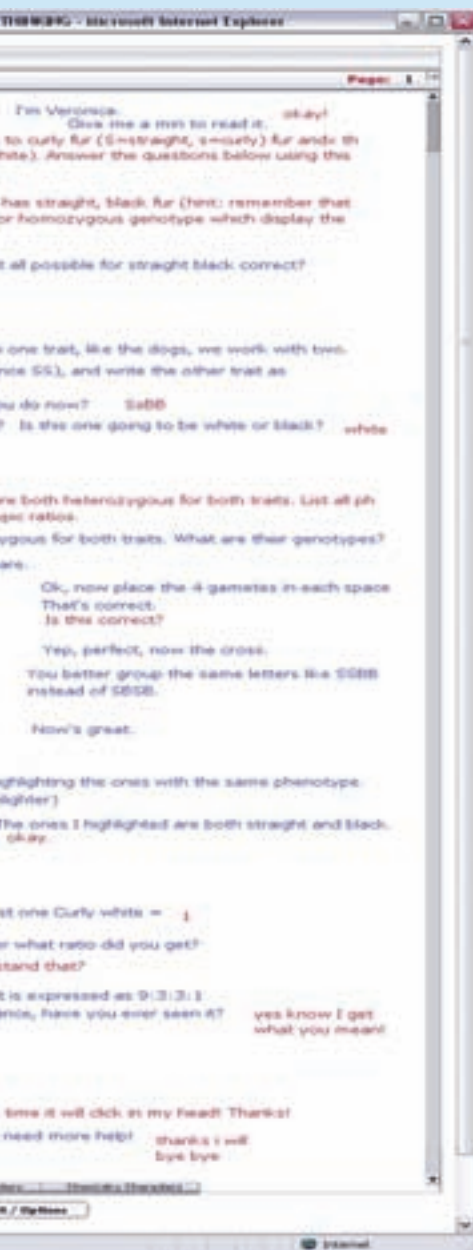 THINKING - Microsoft Internet Explorer
Page: 1
I'm Veronica.
okay!
Give me a min to read it.
to curly fur (S=straight, s=curly) fur and< th
hite). Answer the questions below using this
has straight, black fur (hint: remember that
or homozygous genotype which display the
t all possible for straight black correct?
one trait, like the dogs, we work with two.
nce SS), and write the other trait as
u do now? SsBB
? Is this one going to be white or black? white
re both heterozygous for both traits. List all ph
pic ratios.
ygous for both traits. What are their genotypes?
are.
Ok, now place the 4 gametes in each space
That's correct.
Is this correct?
Yep, perfect, now the cross.
You better group the same letters like SSBB
instead of SBSB.
Now's great.
ghlighting the ones with the same phenotype.
lighter)
The ones I highlighted are both straight and black.
okay.
st one Curly white = 1
r what ratio did you get?
stand that?
t is expressed as 9:3:3:1
ence, have you ever seen it?
yes know I get
what you mean!
time it will click in my head! Thanks!
need more help!
thanks i will
bye bye
Characters
/ Options
Internet